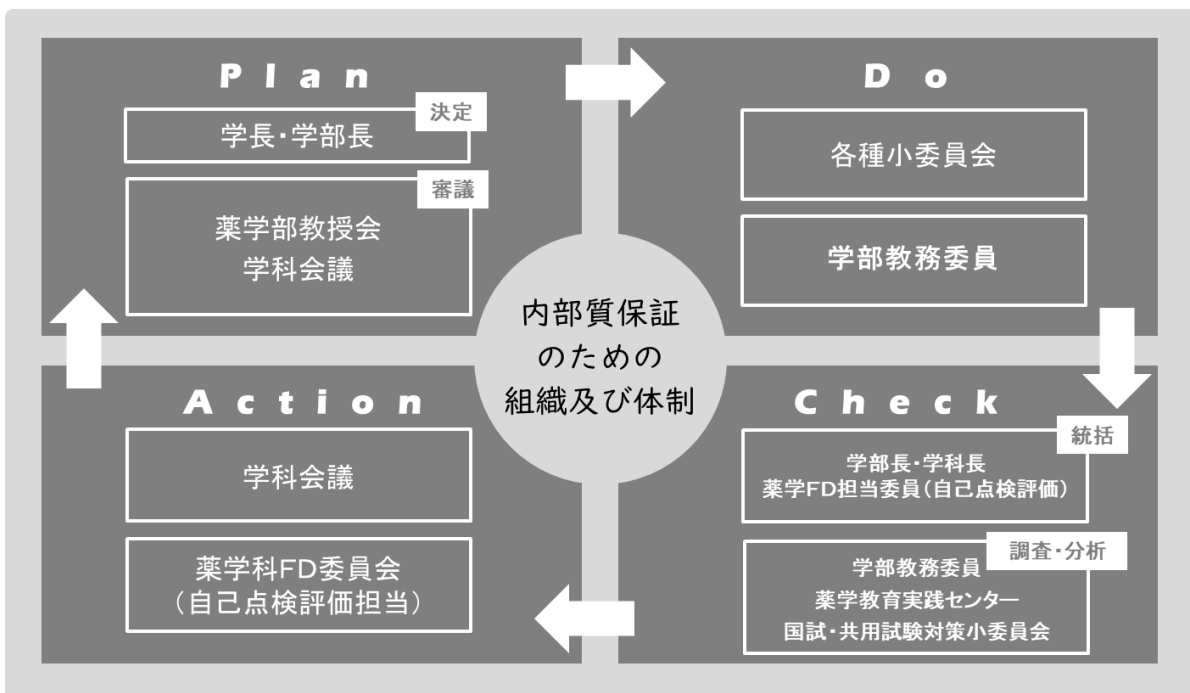 Plan
決定
学長・学部長
審議
薬学部教授会
学科会議
Do
各種小委員会
学部教務委員
内部質保証
のための
組織及び体制
Action
学科会議
薬学科FD委員会
（自己点検評価担当）
Check
統括
学部長・学科長
薬学FD担当委員（自己点検評価）
調査・分析
学部教務委員
薬学教育実践センター
国試・共用試験対策小委員会